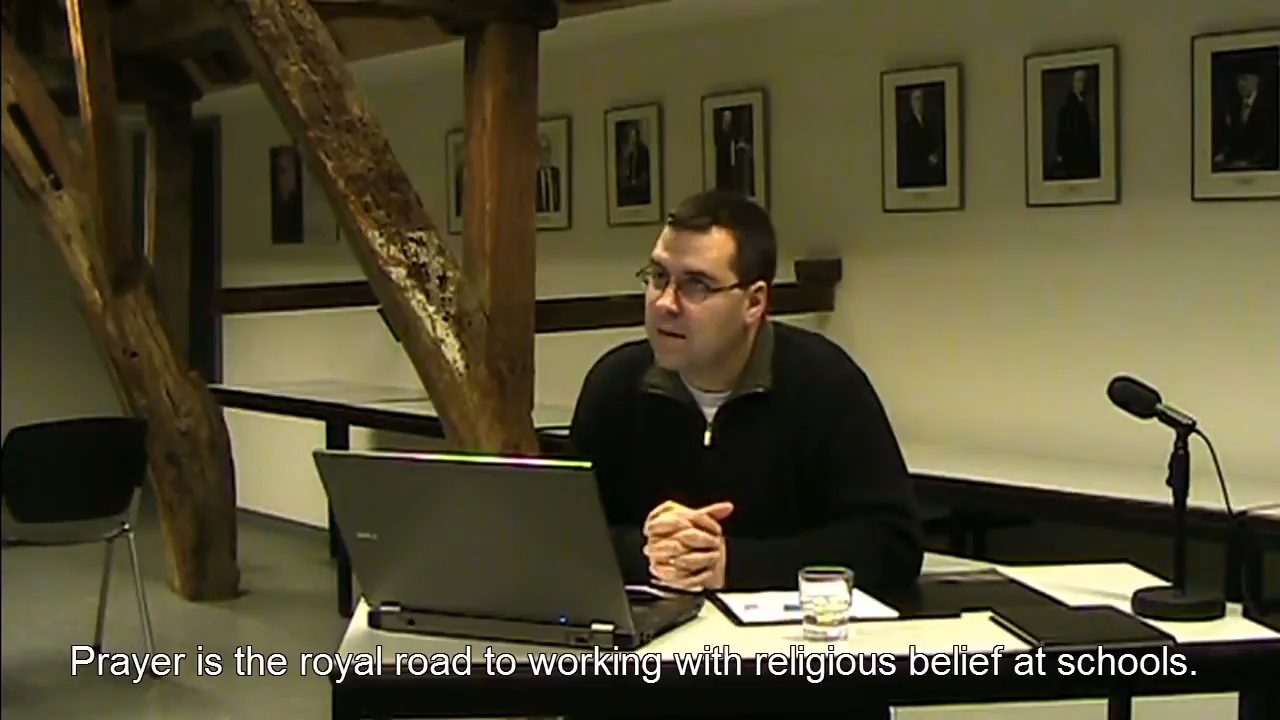 Prayer is the royal road to working with religious belief at schools.